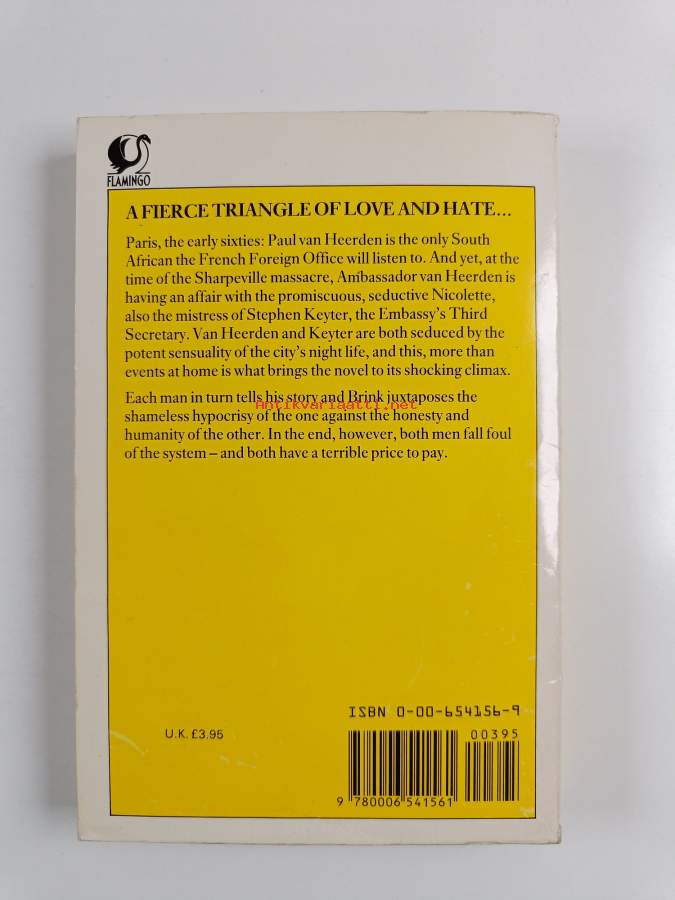 FLAMINGO
A FIERCE TRIANGLE OF LOVE AND HATE...
Paris, the early sixties: Paul van Heerden is the only South
African the French Foreign Office will listen to. And yet, at the
time of the Sharpeville massacre, Ambassador van Heerden is
having an affair with the promiscuous, seductive Nicolette,
also the mistress of Stephen Keyter, the Embassy's Third
Secretary. Van Heerden and Keyter are both seduced by the
potent sensuality of the city's night life, and this, more than
events at home is what brings the novel to its shocking climax.
Each man in turn tells his story and Brink juxtaposes the
Antikvariaatti.net
shameless hypocrisy of the one against the honesty and
humanity of the other. In the end, however, both men fall foul
of the system – and both have a terrible price to pay.
ISBN 0-00-654156-9
U.K. £3.95
00395
9 780006 541561